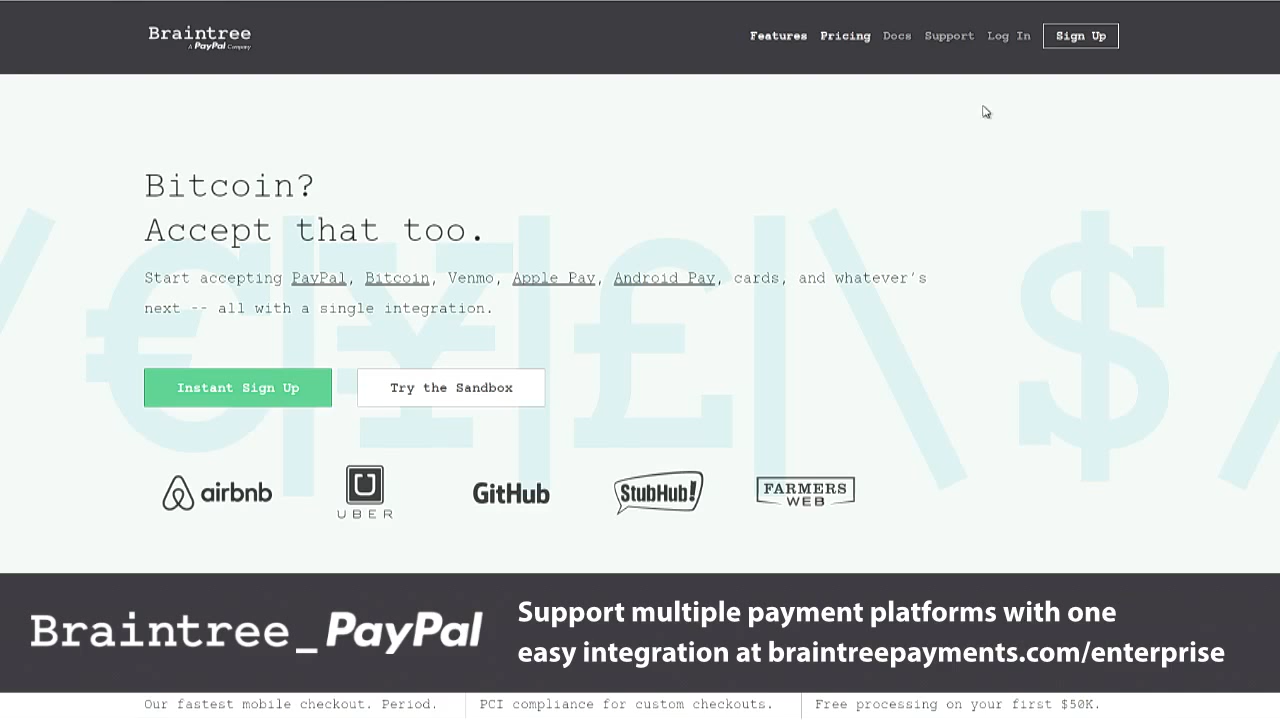 Braintree
A PayPal Company
Features Pricing Docs Support Log In Sign Up
Bitcoin?
Accept that too.
Start accepting PayPal, Bitcoin, Venmo, Apple Pay, Android Pay, cards, and whatever's
next -- all with a single integration.
Instant Sign Up Try the Sandbox
airbnb UBER GitHub StubHub! FARMERS WEB
Braintree_PayPal
Support multiple payment platforms with one
easy integration at braintreepayments.com/enterprise
Our fastest mobile checkout. Period. PCI compliance for custom checkouts. Free processing on your first $50K.